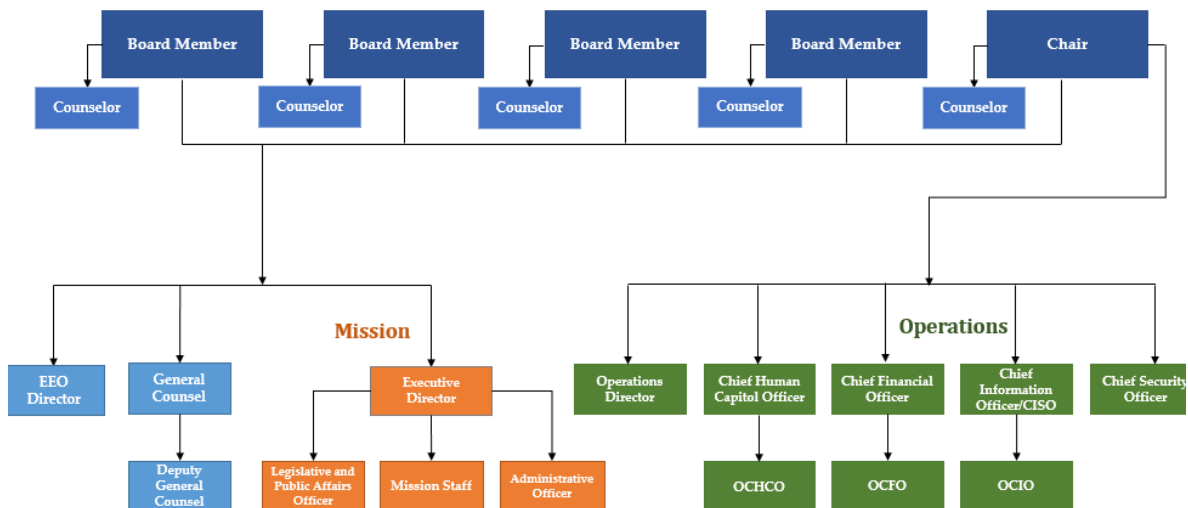 Board Member
Board Member
Board Member
Board Member
Chair
Counselor
Counselor
Counselor
Counselor
Counselor
Mission
Operations
EEO
Director
General
Counsel
Executive
Director
Operations
Director
Chief Human
Capitol Officer
Chief Financial
Officer
Chief
Information
Officer/CISO
Chief Security
Officer
Deputy
General
Counsel
Legislative and
Public Affairs
Officer
Mission Staff
Administrative
Officer
OCHCO
OCFO
OCIO